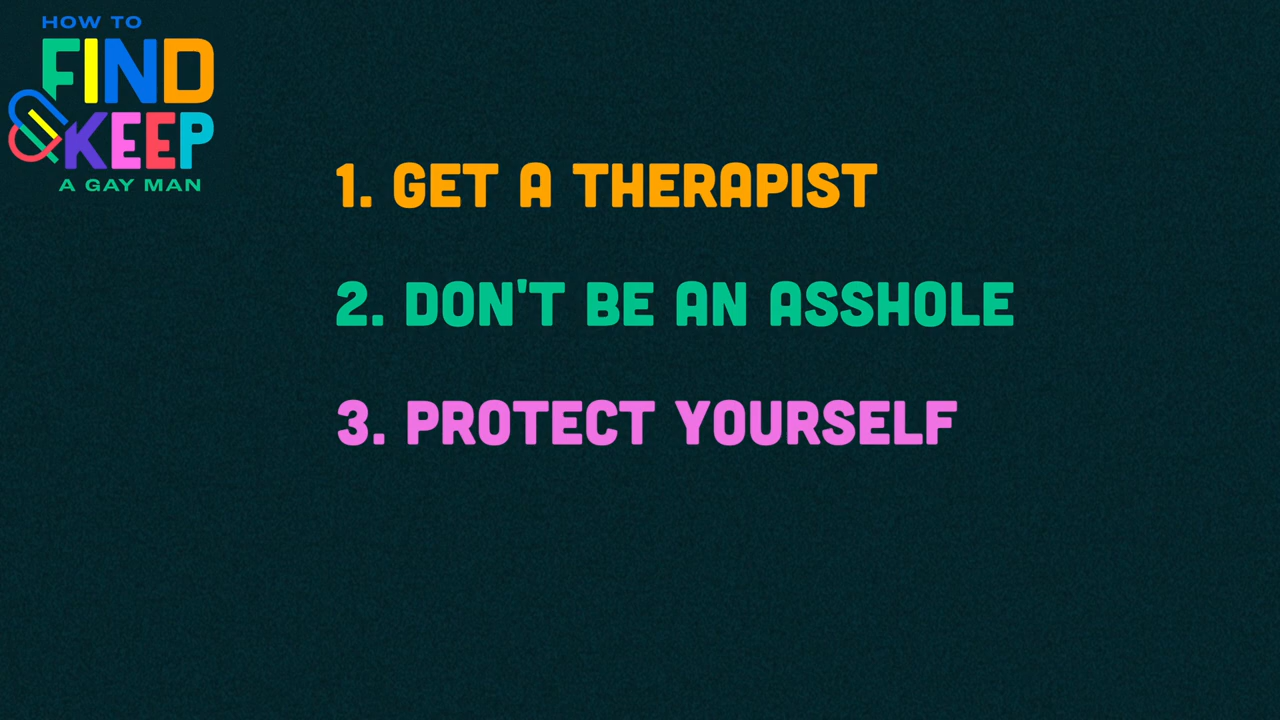 HOW TO
FIND
& KEEP
A GAY MAN
1. GET A THERAPIST
2. DON'T BE AN ASSHOLE
3. PROTECT YOURSELF